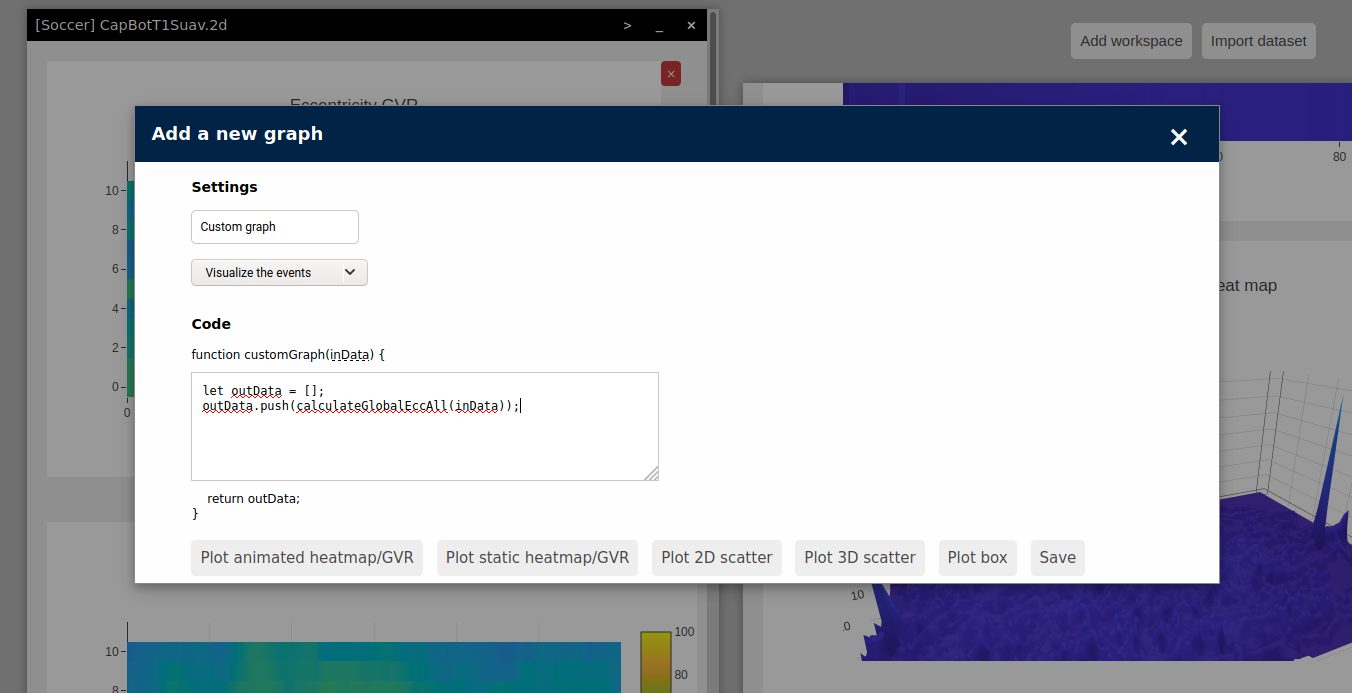 [Soccer] CapBotT1Suav.2d
> _ ×
Add workspace
Import dataset
×
Eccentricity GVR
Add a new graph
×
80
Settings
10
Custom graph
8
Visualize the events
6
eat map
4
Code
2
function customGraph(inData) {
0
let outData = [];
0
outData.push(calculateGlobalEccAll(inData));
return outData;
}
Plot animated heatmap/GVR
Plot static heatmap/GVR
Plot 2D scatter
Plot 3D scatter
Plot box
Save
10
0
100
10
80
8